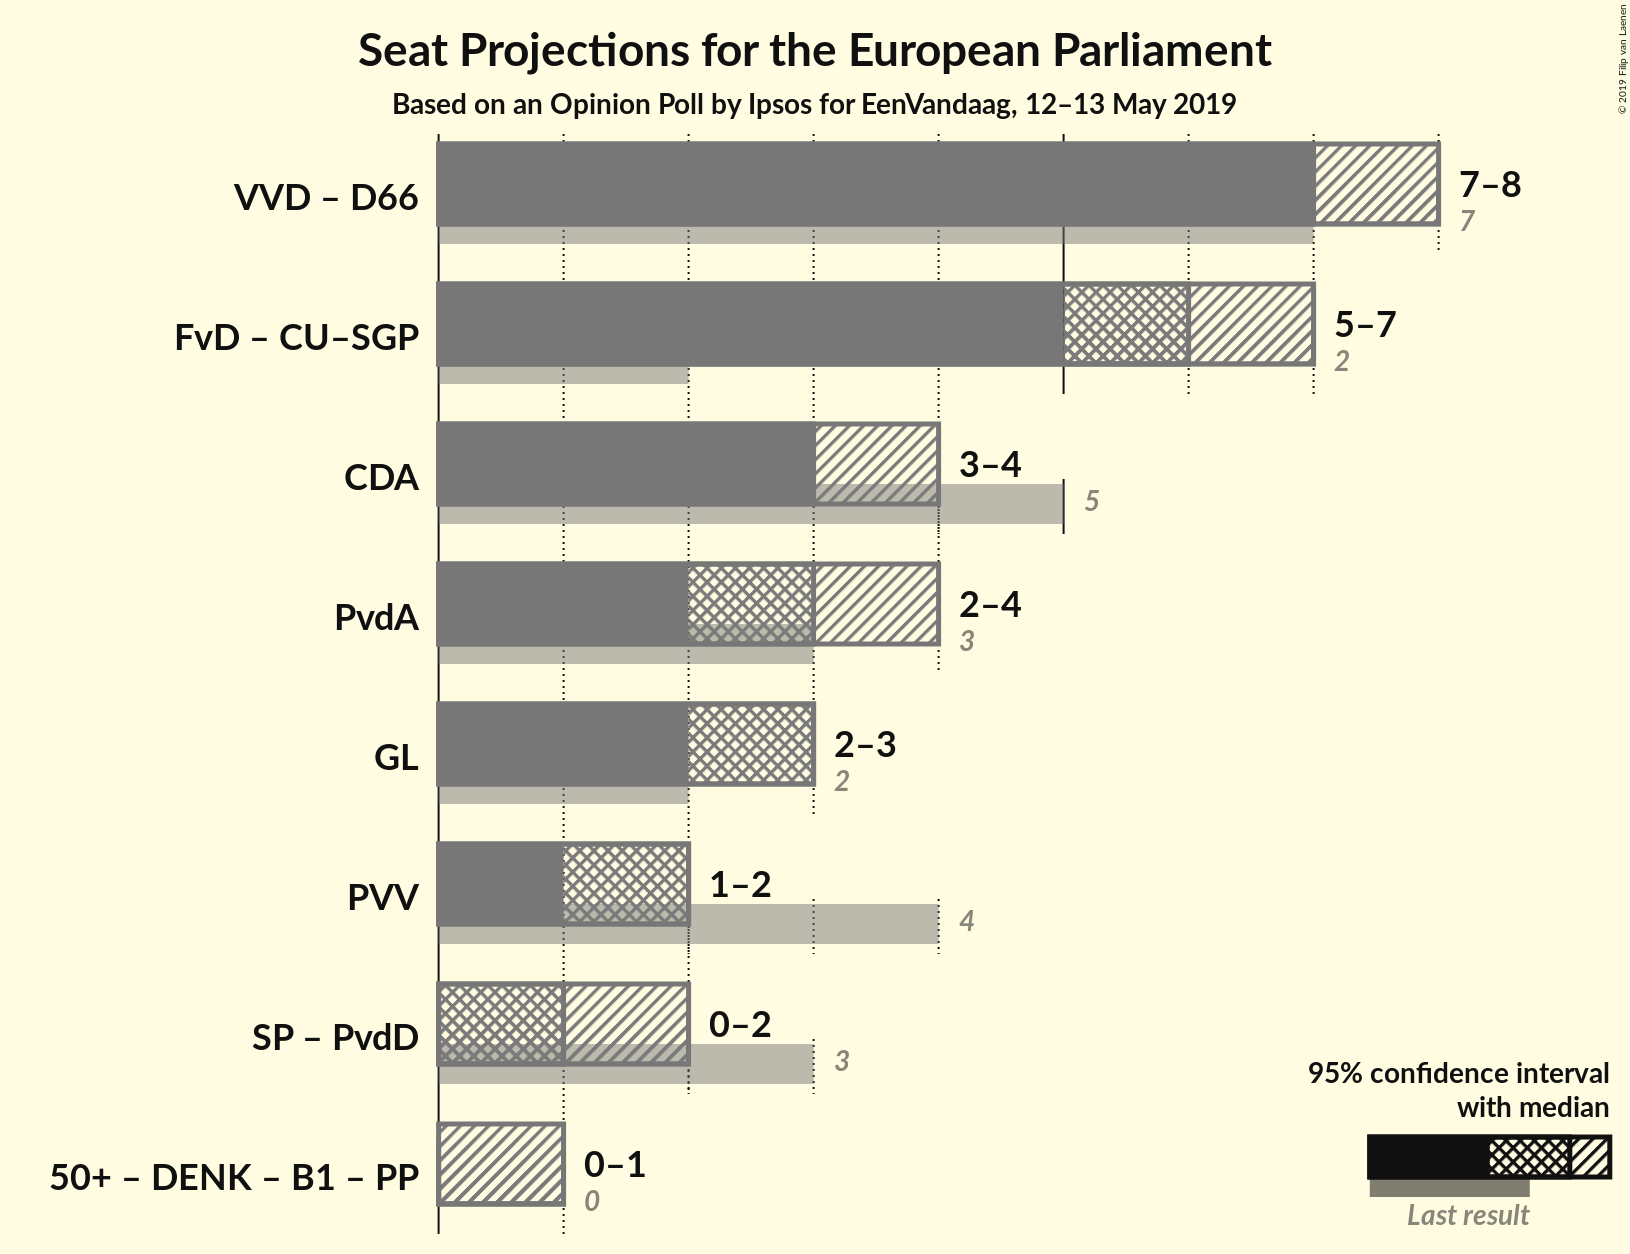 Seat Projections for the European Parliament
Based on an Opinion Poll by Ipsos for EenVandaag, 12–13 May 2019
© 2019 Filip van Laenen
VVD – D66
7–8
7
FvD – CU–SGP
5–7
2
CDA
3–4
5
PvdA
2–4
3
GL
2–3
2
PVV
1–2
4
SP – PvdD
0–2
3
50+ – DENK – B1 – PP
0–1
0
95% confidence interval
with median
Last result